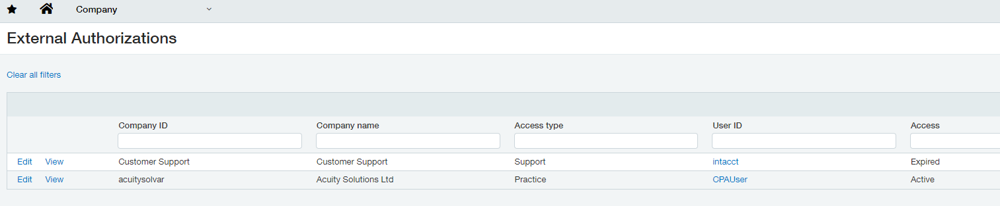 Company
External Authorizations
Clear all filters
Company ID Company name Access type User ID Access
Edit View Customer Support Customer Support Support intacct Expired
Edit View acuitysolvar Acuity Solutions Ltd Practice CPAUser Active